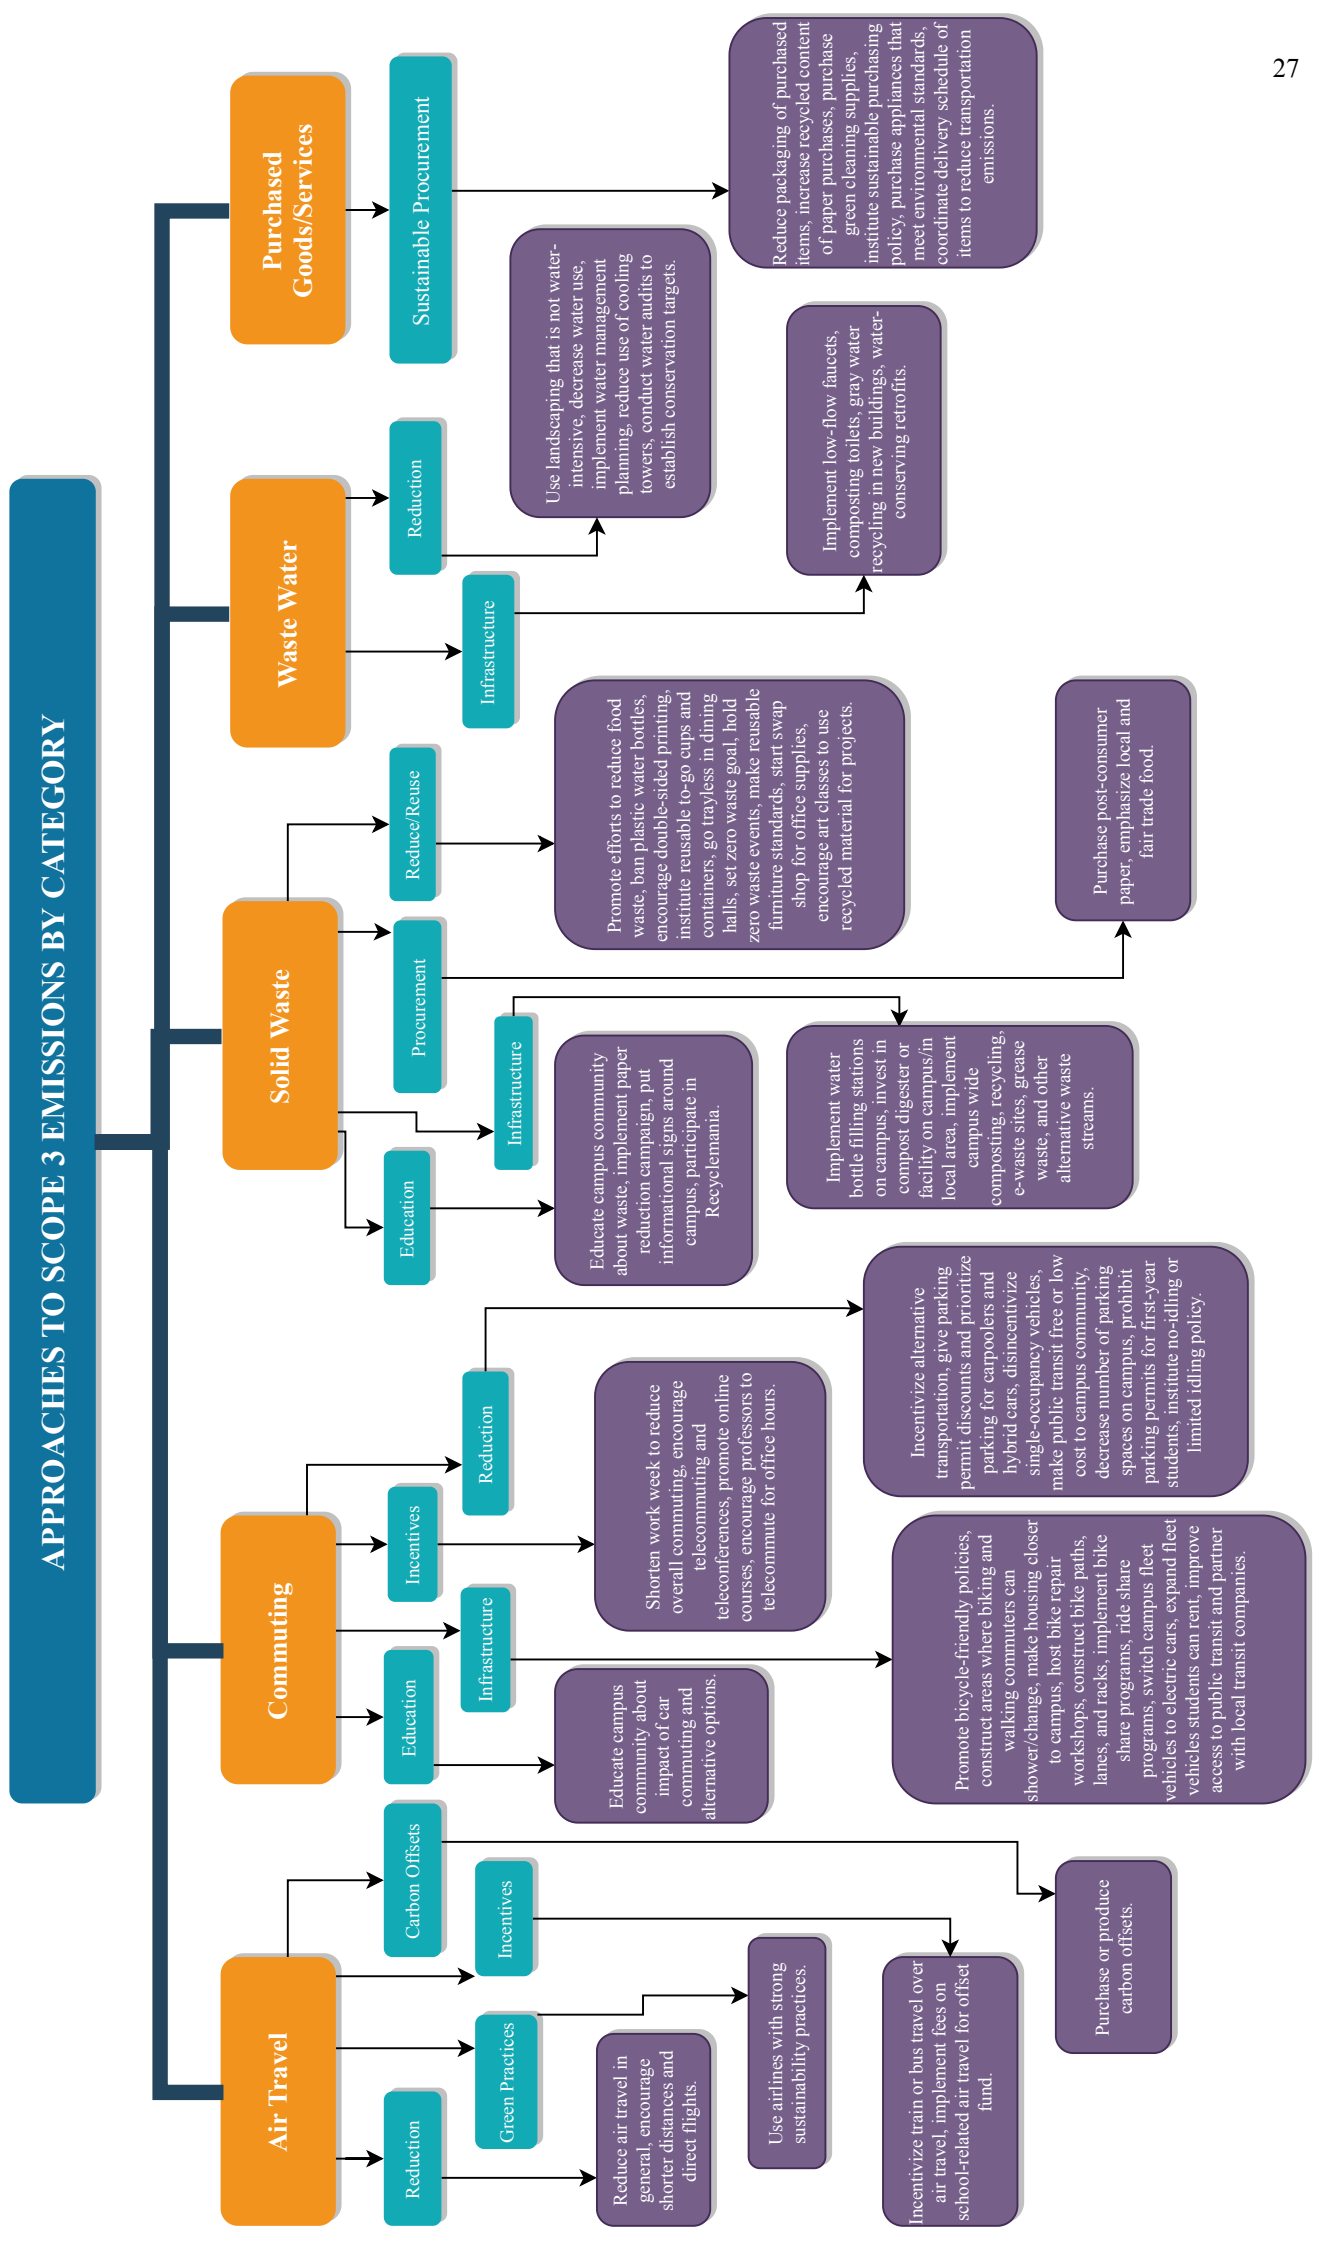 APPROACHES TO SCOPE 3 EMISSIONS BY CATEGORY
Air Travel
Reduction
Reduce air travel in
general, encourage
shorter distances and
direct flights.
Green Practices
Use airlines with strong
sustainability practices.
Incentives
Incentivize train or bus travel over
air travel, implement fees on
school-related air travel for offset
fund.
Carbon Offsets
Purchase or produce
carbon offsets.
Commuting
Education
Educate campus
community about
impact of car
commuting and
alternative options.
Infrastructure
Promote bicycle-friendly policies,
construct areas where biking and
walking commuters can
shower/change, make housing closer
to campus, host bike repair
workshops, construct bike paths,
lanes, and racks, implement bike
share programs, ride share
programs, switch campus fleet
vehicles to electric cars, expand fleet
vehicles students can rent, improve
access to public transit and partner
with local transit companies.
Incentives
Shorten work week to reduce
overall commuting, encourage
telecommuting and
teleconferences, promote online
courses, encourage professors to
telecommute for office hours.
Reduction
Incentivize alternative
transportation, give parking
permit discounts and prioritize
parking for carpoolers and
hybrid cars, disincentivize
single-occupancy vehicles,
make public transit free or low
cost to campus community,
decrease number of parking
spaces on campus, prohibit
parking permits for first-year
students, institute no-idling or
limited idling policy.
Solid Waste
Education
Educate campus community
about waste, implement paper
reduction campaign, put
informational signs around
campus, participate in
Recyclemania.
Infrastructure
Implement water
bottle filling stations
on campus, invest in
compost digester or
facility on campus/in
local area, implement
campus wide
composting, recycling,
e-waste sites, grease
waste, and other
alternative waste
streams.
Procurement
Purchase post-consumer
paper, emphasize local and
fair trade food.
Reduce/Reuse
Promote efforts to reduce food
waste, ban plastic water bottles,
encourage double-sided printing,
institute reusable to-go cups and
containers, go trayless in dining
halls, set zero waste goal, hold
zero waste events, make reusable
furniture standards, start swap
shop for office supplies,
encourage art classes to use
recycled material for projects.
Waste Water
Infrastructure
Implement low-flow faucets,
composting toilets, gray water
recycling in new buildings, water-
conserving retrofits.
Reduction
Use landscaping that is not water-
intensive, decrease water use,
implement water management
planning, reduce use of cooling
towers, conduct water audits to
establish conservation targets.
Purchased
Goods/Services
Sustainable Procurement
Reduce packaging of purchased
items, increase recycled content
of paper purchases, purchase
green cleaning supplies,
institute sustainable purchasing
policy, purchase appliances that
meet environmental standards,
coordinate delivery schedule of
items to reduce transportation
emissions.
27